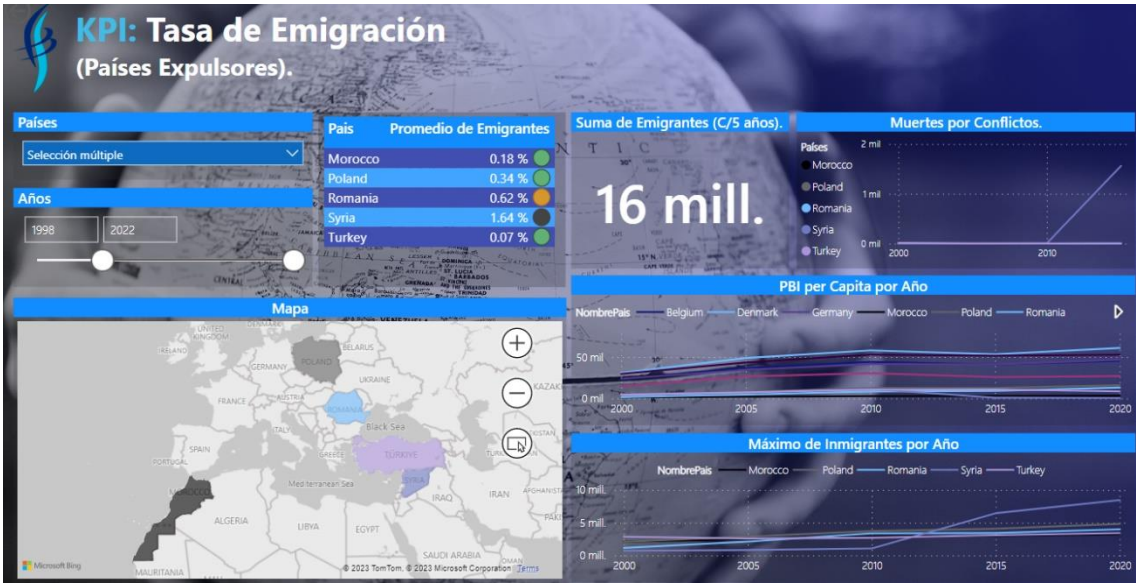 KPI: Tasa de Emigración
(Países Expulsores).
Países
Selección múltiple
Años
1998 2022
Pais Promedio de Emigrantes
Morocco 0.18 %
Poland 0.34 %
Romania 0.62 %
Syria 1.64 %
Turkey 0.07 %
Suma de Emigrantes (C/5 años).
16 mill.
Muertes por Conflictos.
Países
Morocco
Poland
Romania
Syria
Turkey
2 mil
1 mil
0 mil
2000 2010
PBI per Capita por Año
NombrePais Belgium Denmark Germany Morocco Poland Romania
50 mil
0 mil
2000 2005 2010 2015 2020
Máximo de Inmigrantes por Año
NombrePais Morocco Poland Romania Syria Turkey
10 mill.
5 mill.
0 mill.
2000 2005 2010 2015 2020
Mapa
UNITED
KINGDOM
IRELAND
POLAND
BELARUS
GERMANY
UKRAINE
FRANCE
AUSTRIA
ROMANIA
ITALY
Black Sea
SPAIN
PORTUGAL
GREECE
TÜRKİYE
Mediterranean Sea
SYRIA
IRAQ
IRAN
MOROCCO
ALGERIA
LIBYA
EGYPT
SAUDI ARABIA
OMAN
MAURITANIA
Microsoft Bing
© 2023 TomTom, © 2023 Microsoft Corporation Terms